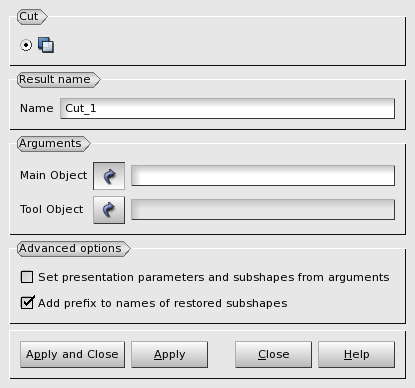 Cut
Result name
Name Cut_1
Arguments
Main Object
Tool Object
Advanced options
Set presentation parameters and subshapes from arguments
Add prefix to names of restored subshapes
Apply and Close Apply Close Help